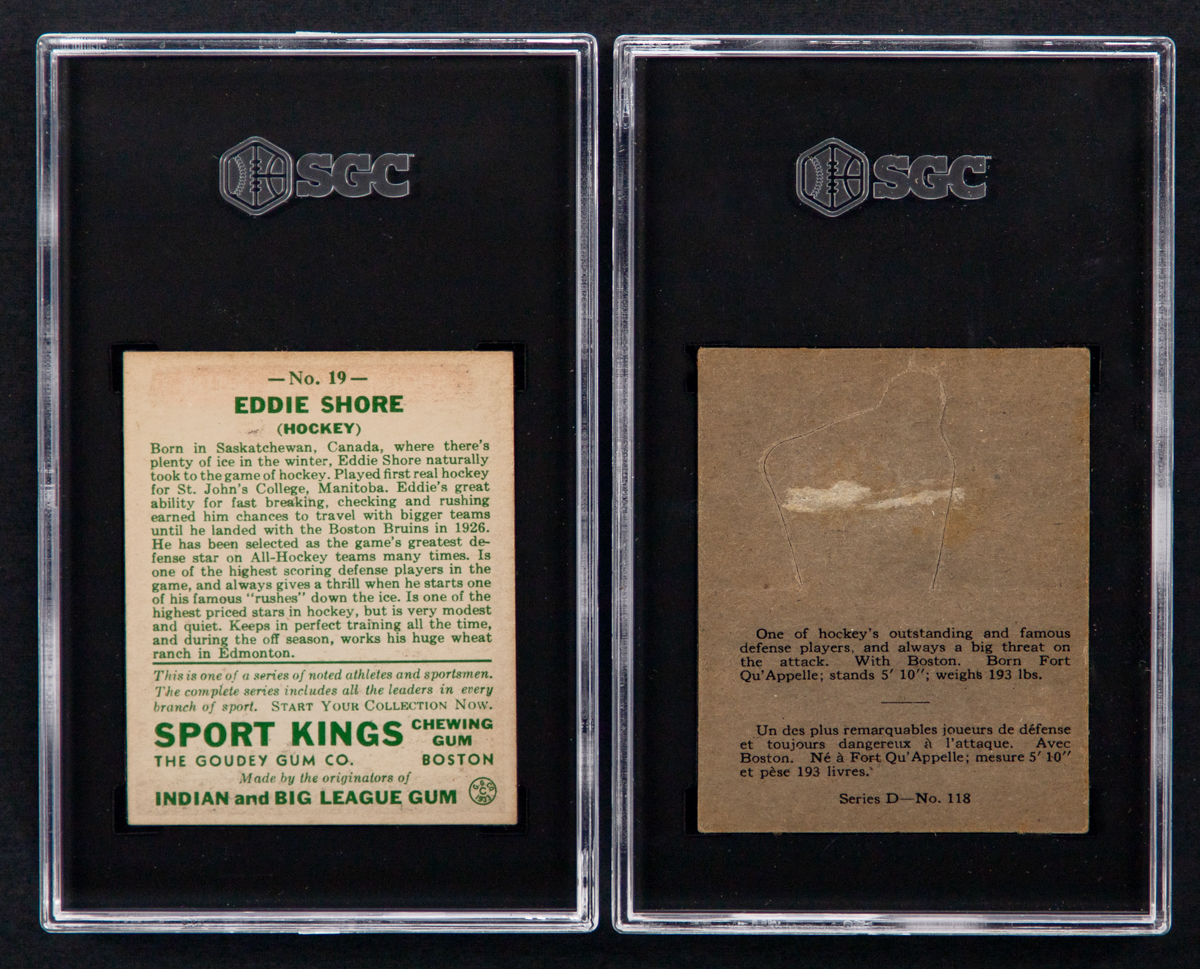 SGC
— No. 19 —
EDDIE SHORE
(HOCKEY)
Born in Saskatchewan, Canada, where there's
plenty of ice in the winter, Eddie Shore naturally
took to the game of hockey. Played first real hockey
for St. John's College, Manitoba. Eddie's great
ability for fast breaking, checking and rushing
earned him chances to travel with bigger teams
until he landed with the Boston Bruins in 1926.
He has been selected as the game's greatest de-
fense star on All-Hockey teams many times. Is
one of the highest scoring defense players in the
game, and always gives a thrill when he starts one
of his famous "rushes" down the ice. Is one of the
highest priced stars in hockey, but is very modest
and quiet. Keeps in perfect training all the time,
and during the off season, works his huge wheat
ranch in Edmonton.
This is one of a series of noted athletes and sportsmen.
The complete series includes all the leaders in every
branch of sport. START YOUR COLLECTION NOW.
SPORT KINGS CHEWING GUM
THE GOUDEY GUM CO. BOSTON
Made by the originators of
INDIAN and BIG LEAGUE GUM
SGC
One of hockey's outstanding and famous
defense players, and always a big threat on
the attack. With Boston. Born Fort
Qu'Appelle; stands 5' 10"; weighs 193 lbs.
Un des plus remarquables joueurs de défense
et toujours dangereux à l'attaque. Avec
Boston. Né à Fort Qu'Appelle; mesure 5' 10"
et pèse 193 livres.
Series D—No. 118